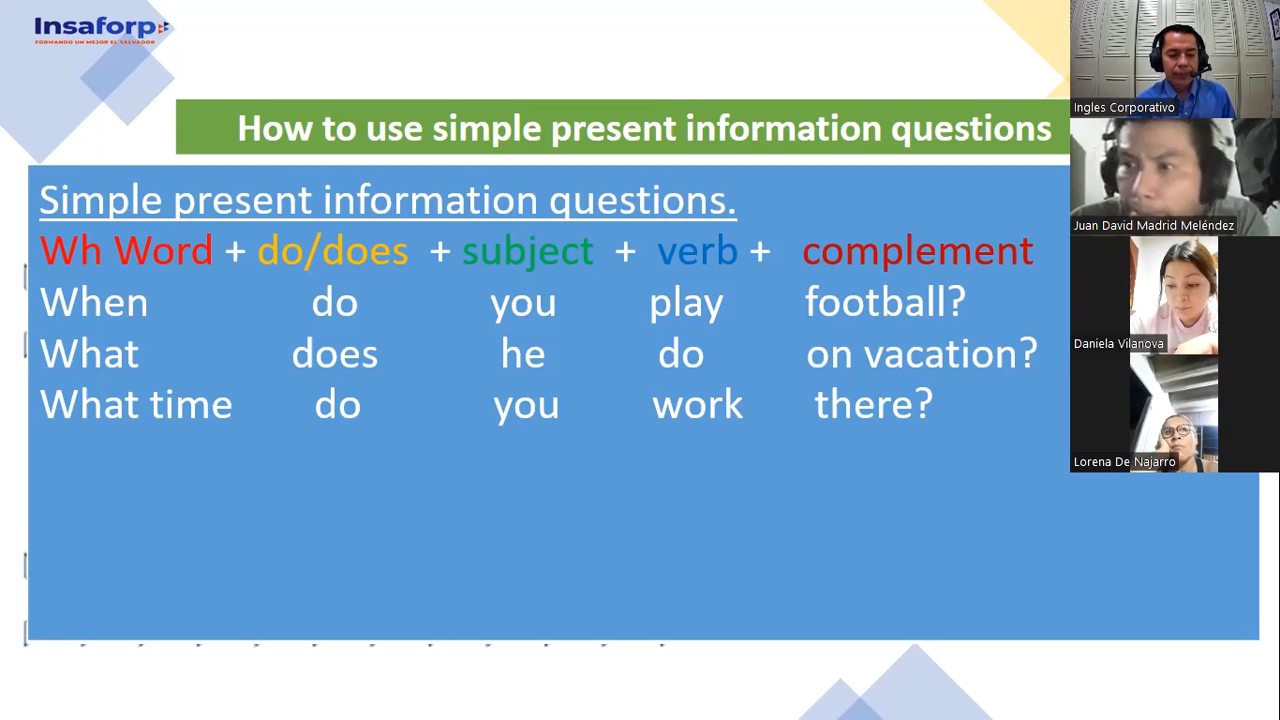 Insaforp
FORMANDO UN MEJOR EL SALVADOR
How to use simple present information questions
Simple present information questions.
Wh Word + do/does + subject + verb + complement
When do you play football?
What does he do on vacation?
What time do you work there?
Ingles Corporativo
Juan David Madrid Meléndez
Daniela Vilanova
Lorena De Najarro